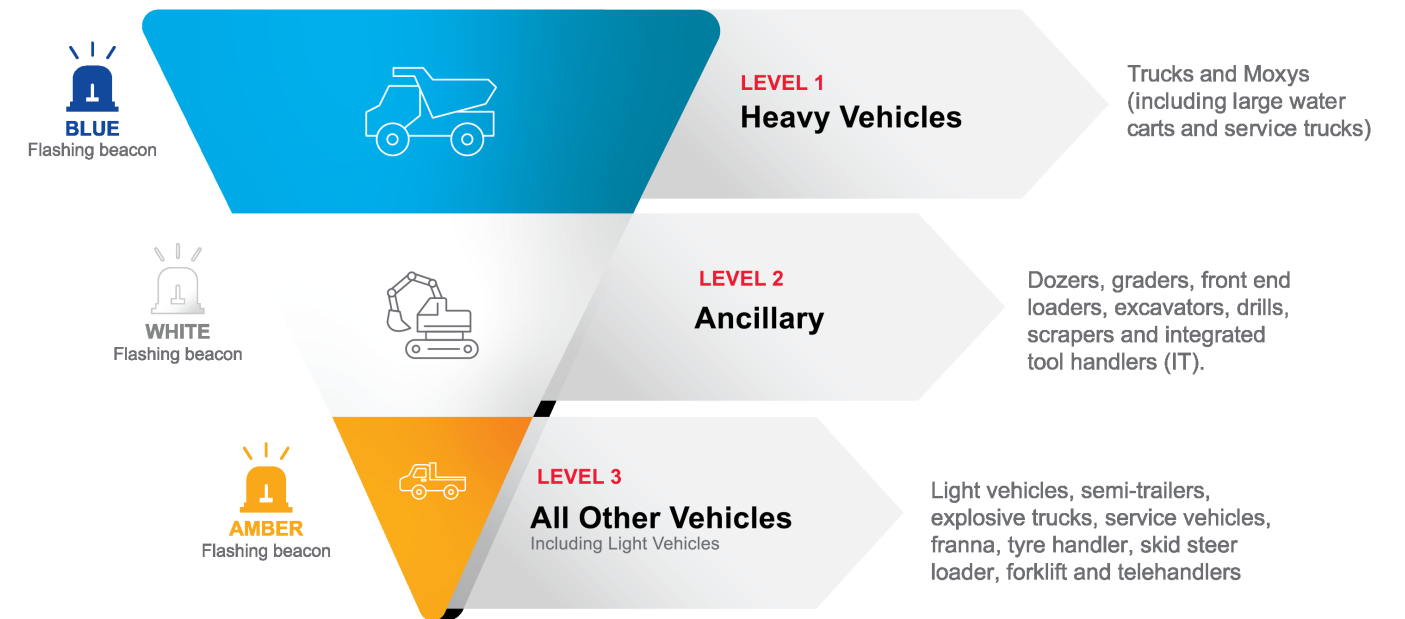 BLUE
Flashing beacon
LEVEL 1
Heavy Vehicles
Trucks and Moxys
(including large water
carts and service trucks)
WHITE
Flashing beacon
LEVEL 2
Ancillary
Dozers, graders, front end
loaders, excavators, drills,
scrapers and integrated
tool handlers (IT).
AMBER
Flashing beacon
LEVEL 3
All Other Vehicles
Including Light Vehicles
Light vehicles, semi-trailers,
explosive trucks, service vehicles,
franna, tyre handler, skid steer
loader, forklift and telehandlers